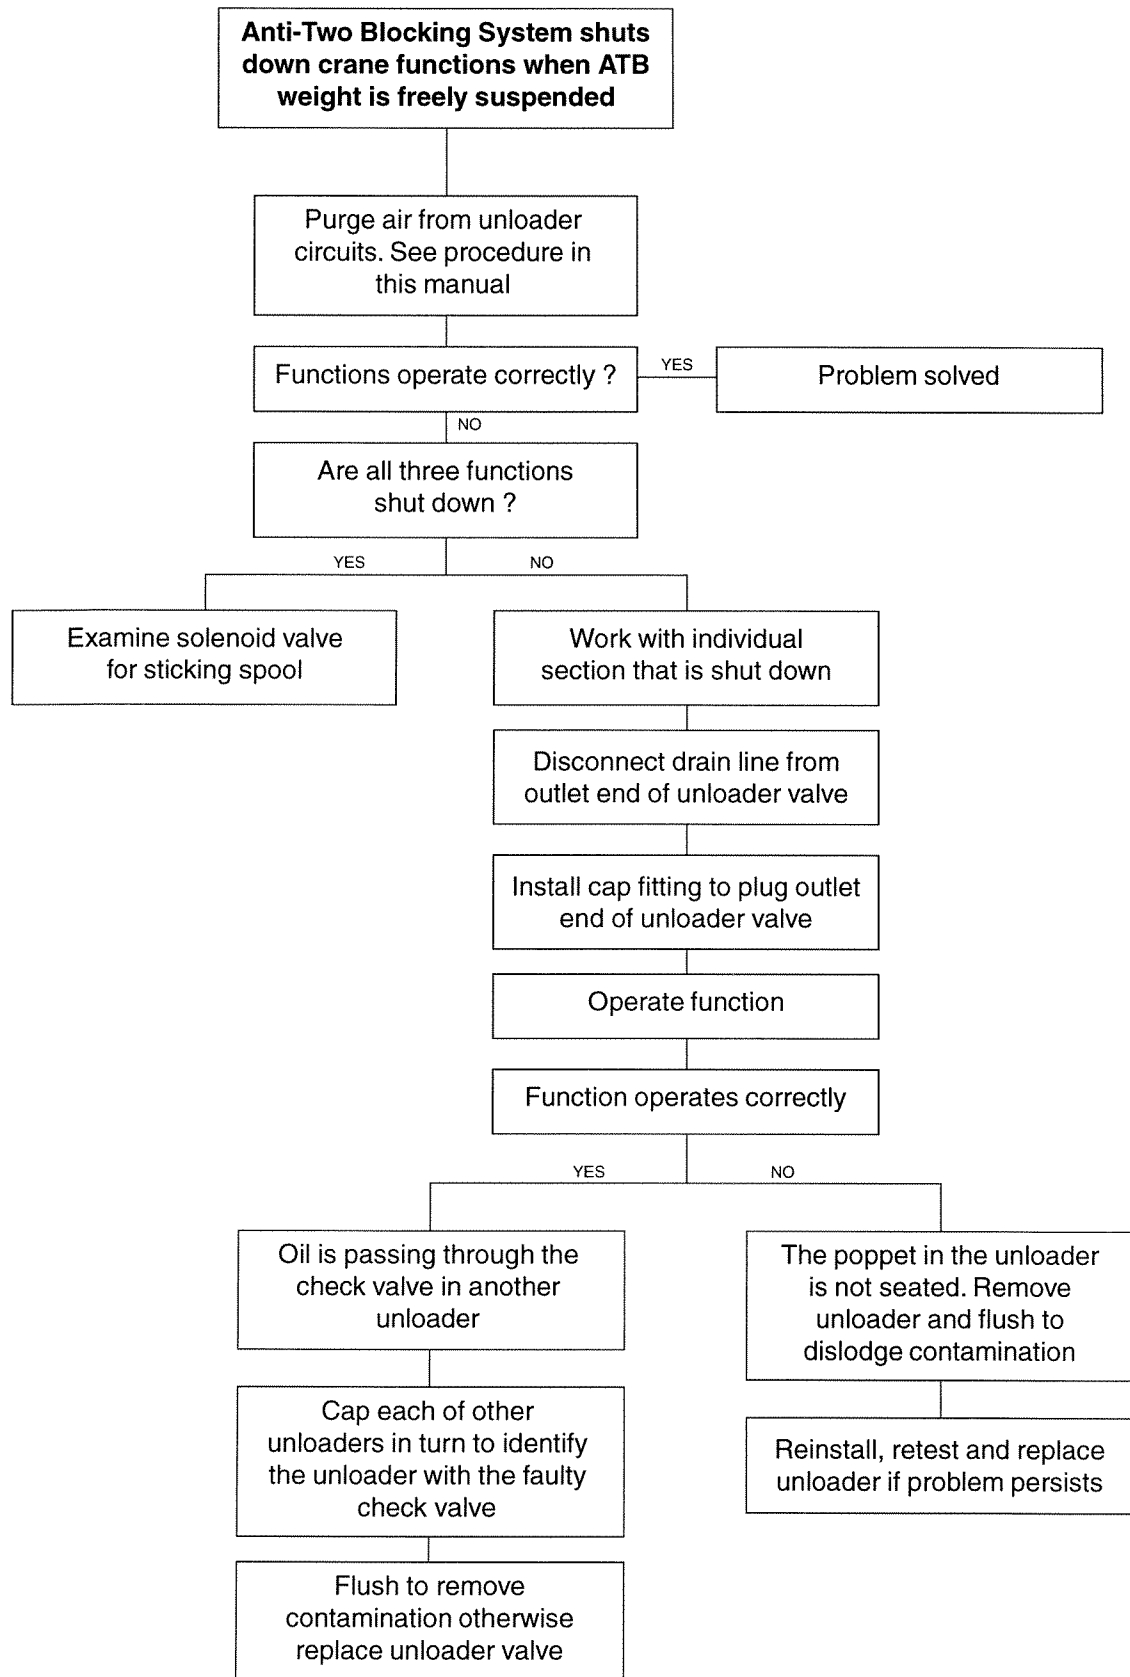 Anti-Two Blocking System shuts
down crane functions when ATB
weight is freely suspended
Purge air from unloader
circuits. See procedure in
this manual
Functions operate correctly ?
YES
Problem solved
NO
Are all three functions
shut down ?
YES
NO
Examine solenoid valve
for sticking spool
Work with individual
section that is shut down
Disconnect drain line from
outlet end of unloader valve
Install cap fitting to plug outlet
end of unloader valve
Operate function
Function operates correctly
YES
NO
Oil is passing through the
check valve in another
unloader
The poppet in the unloader
is not seated. Remove
unloader and flush to
dislodge contamination
Cap each of other
unloaders in turn to identify
the unloader with the faulty
check valve
Reinstall, retest and replace
unloader if problem persists
Flush to remove
contamination otherwise
replace unloader valve